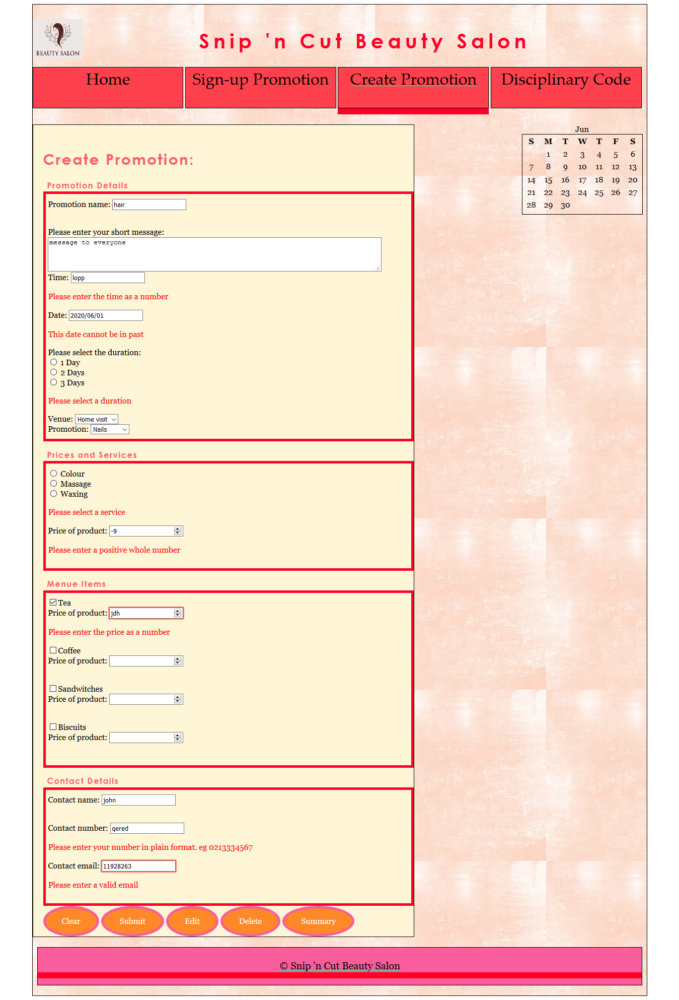 BEAUTY SALON
Snip 'n Cut Beauty Salon
Home
Sign-up Promotion
Create Promotion
Disciplinary Code
Jun
S M T W T F S
1 2 3 4 5 6
7 8 9 10 11 12 13
14 15 16 17 18 19 20
21 22 23 24 25 26 27
28 29 30
Create Promotion:
Promotion Details
Promotion name: hair
Please enter your short message:
message to everyone
Time: lopp
Please enter the time as a number
Date: 2020/06/01
This date cannot be in past
Please select the duration:
1 Day
2 Days
3 Days
Please select a duration
Venue: Home visit
Promotion: Nails
Prices and Services
Colour
Massage
Waxing
Please select a service
Price of product: -9
Please enter a positive whole number
Menue Items
Tea
Price of product: jdh
Please enter the price as a number
Coffee
Price of product:
Sandwitches
Price of product:
Biscuits
Price of product:
Contact Details
Contact name: john
Contact number: qered
Please enter your number in plain format. eg 0213334567
Contact email: 11928263
Please enter a valid email
Clear
Submit
Edit
Delete
Summary
© Snip 'n Cut Beauty Salon